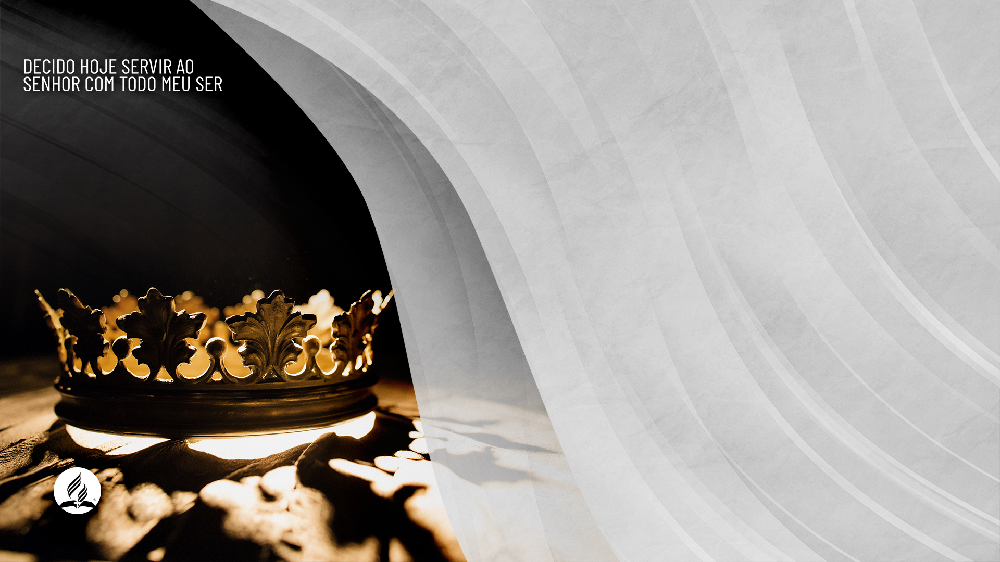 DECIDO HOJE SERVIR AO
SENHOR COM TODO MEU SER